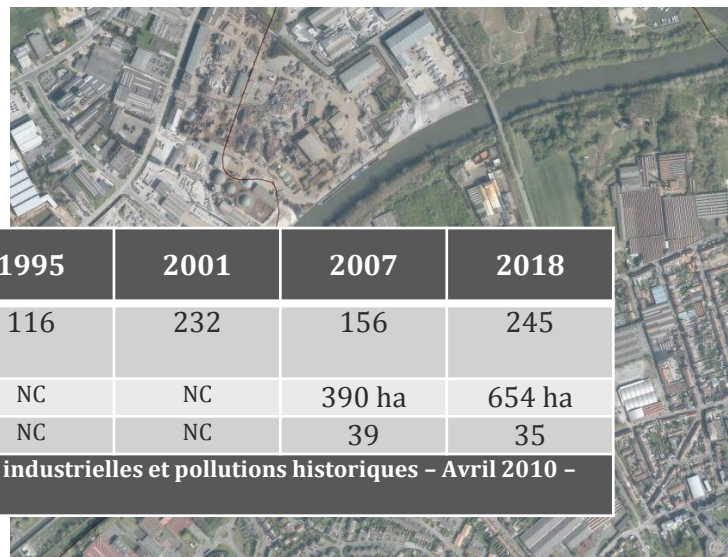 1995 2001 2007 2018
116 232 156 245
NC NC 390 ha 654 ha
NC NC 39 35
industrielles et pollutions historiques – Avril 2010 –